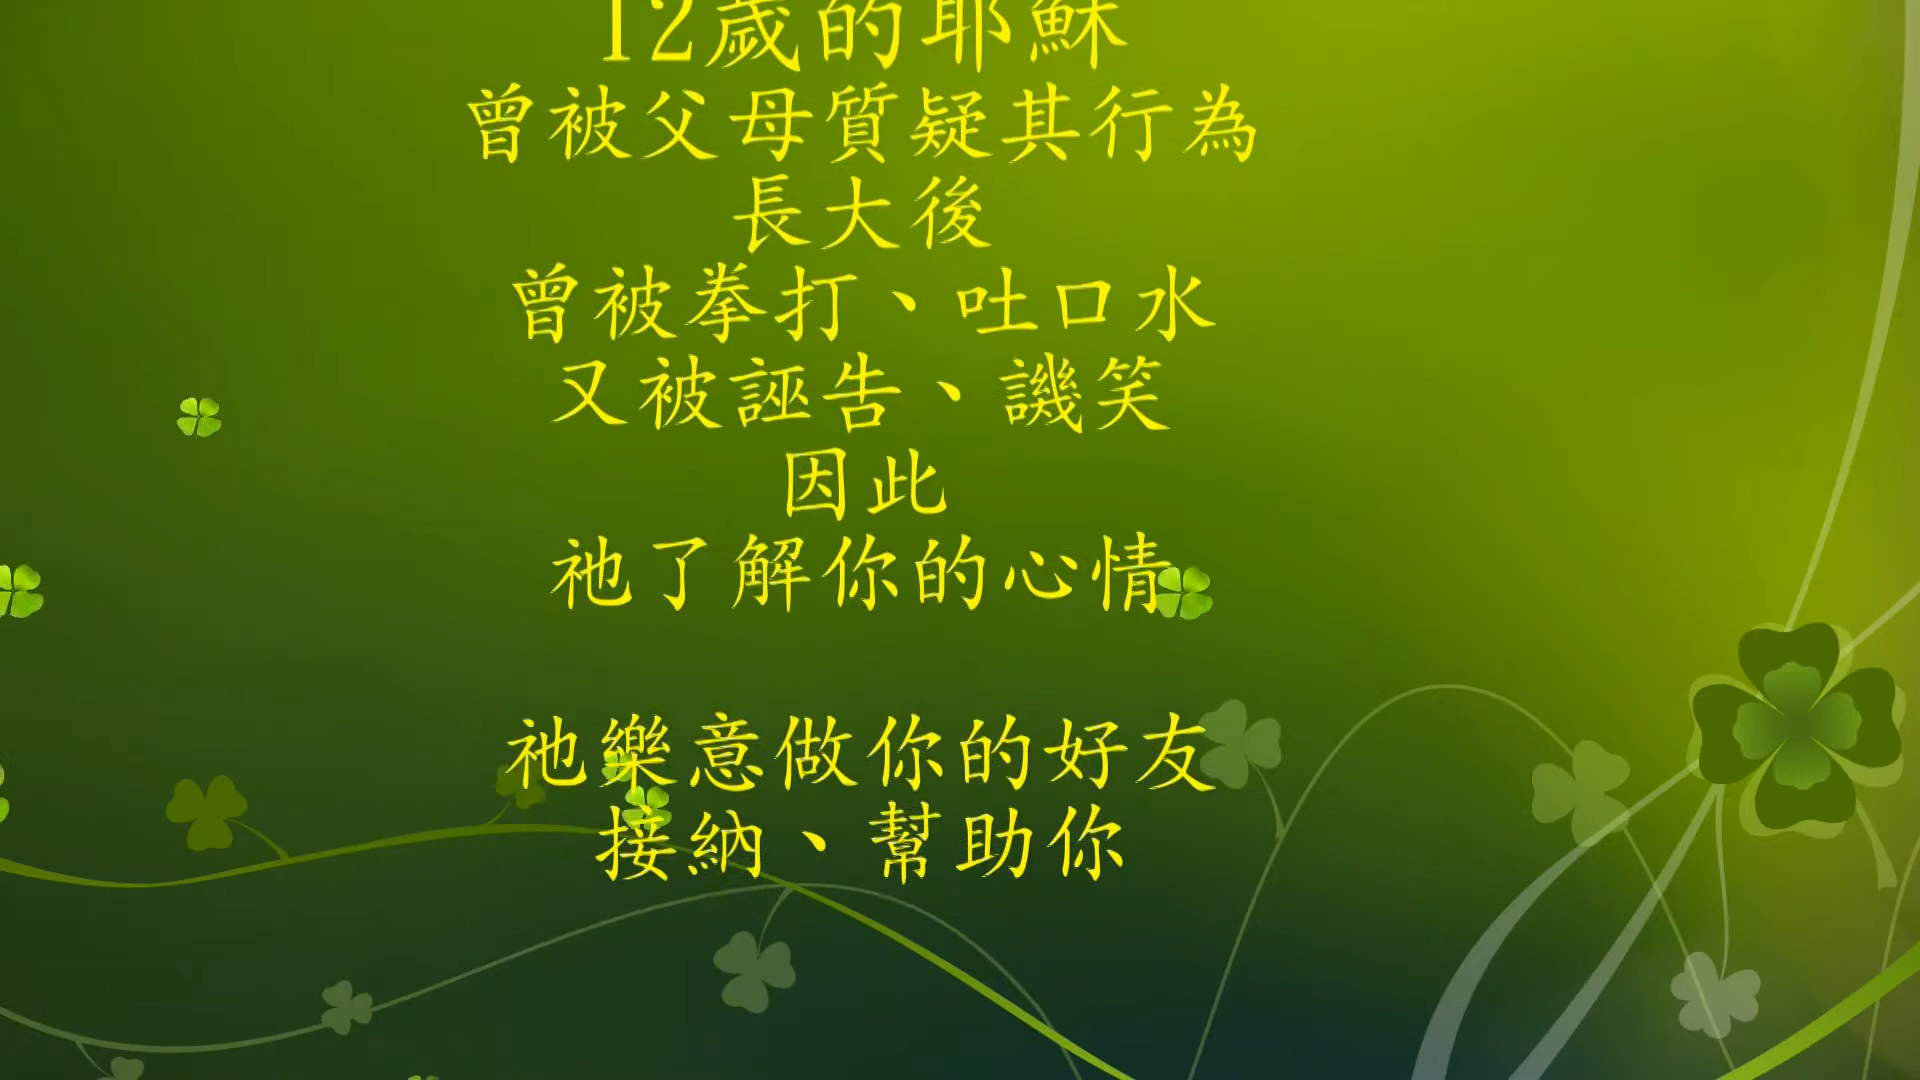 12歲的耶穌
曾被父母質疑其行為
長大後
曾被拳打、吐口水
又被誣告、譏笑
因此
祂了解你的心情
祂樂意做你的好友
接納、幫助你